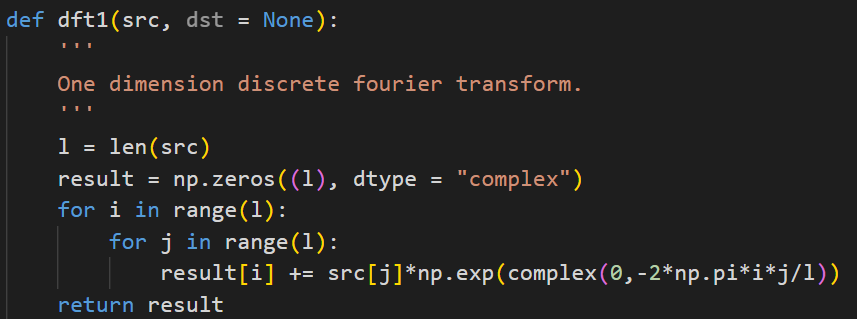 def dft1(src, dst = None):
    '''
    One dimension discrete fourier transform.
    '''
    l = len(src)
    result = np.zeros((l), dtype = "complex")
    for i in range(l):
        for j in range(l):
            result[i] += src[j]*np.exp(complex(0,-2*np.pi*i*j/l))
    return result